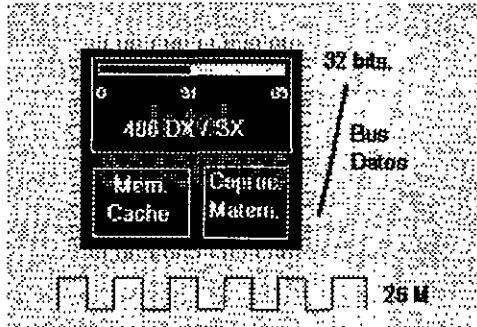 32 bits.
0 31 63
486 DX / SX
Bus
Datos
Mem.
Cache
Coproc.
Matem.
25 M